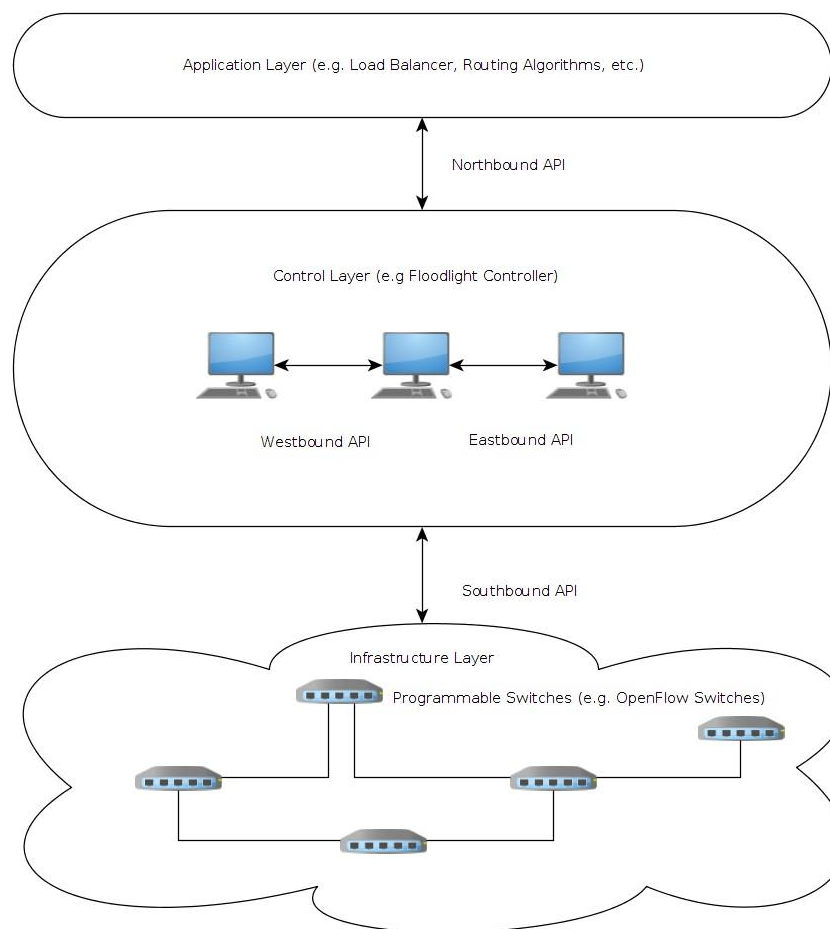 Application Layer (e.g. Load Balancer, Routing Algorithms, etc.)
Northbound API
Control Layer (e.g Floodlight Controller)
Westbound API
Eastbound API
Southbound API
Infrastructure Layer
Programmable Switches (e.g. OpenFlow Switches)